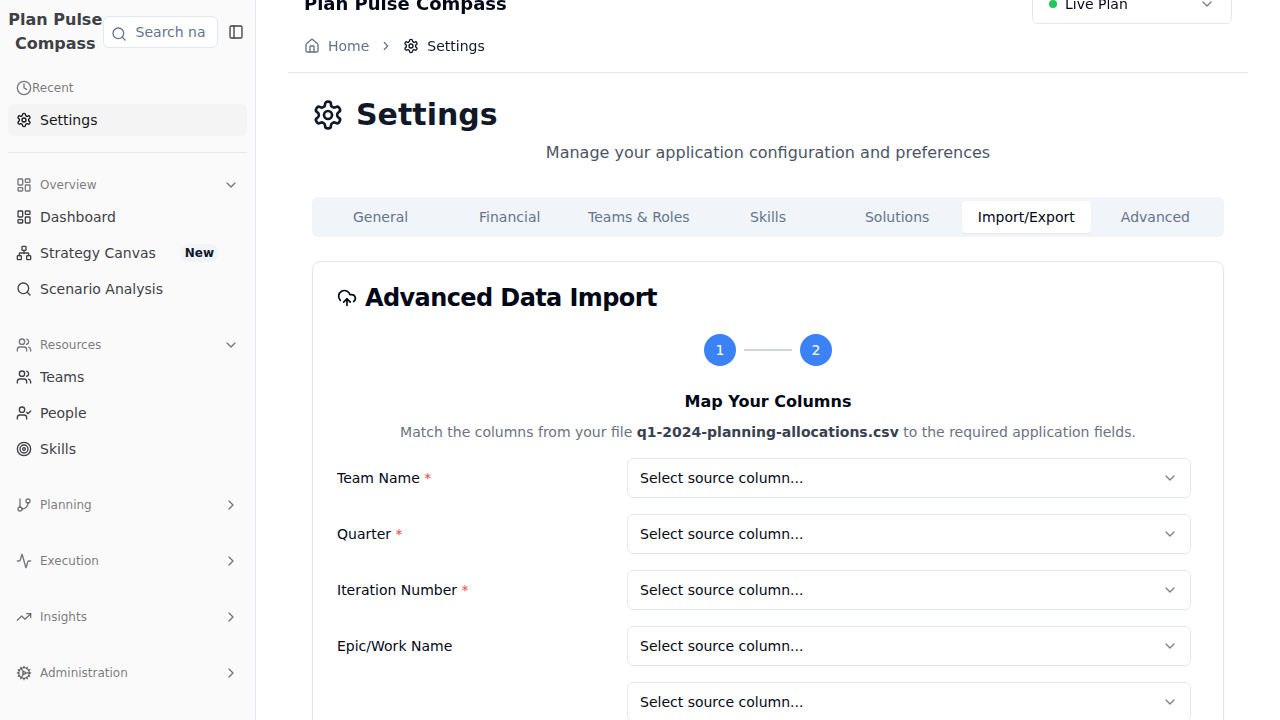 Plan Pulse Compass
Search na
Recent
Settings
Overview
Dashboard
Strategy Canvas New
Scenario Analysis
Resources
Teams
People
Skills
Planning
Execution
Insights
Administration
Plan Pulse Compass
Live Plan
Home
Settings
Settings
Manage your application configuration and preferences
General
Financial
Teams & Roles
Skills
Solutions
Import/Export
Advanced
Advanced Data Import
1
2
Map Your Columns
Match the columns from your file q1-2024-planning-allocations.csv to the required application fields.
Team Name *
Select source column...
Quarter *
Select source column...
Iteration Number *
Select source column...
Epic/Work Name
Select source column...
Select source column...